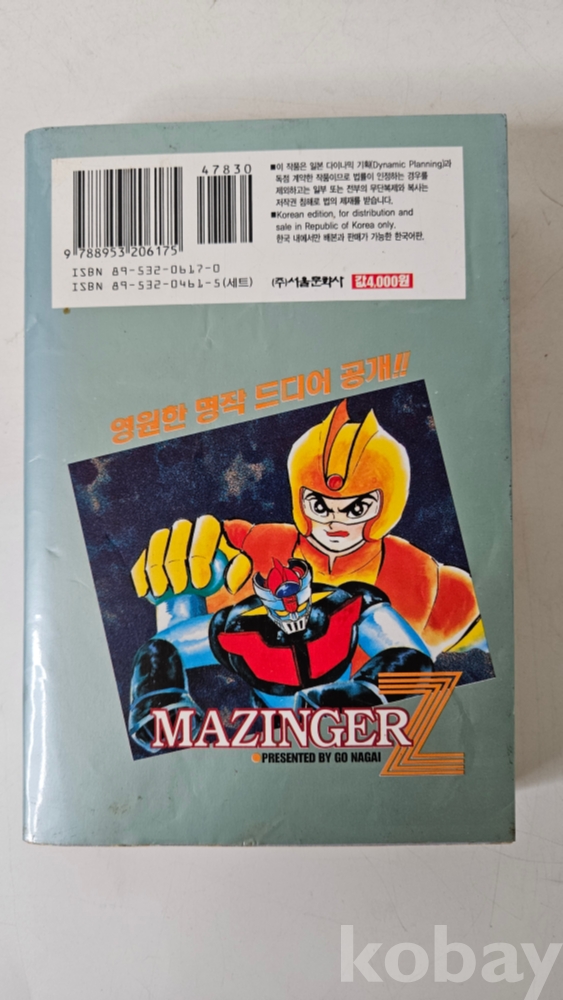 47830
9 788953 206175
ISBN 89-532-0617-0
ISBN 89-532-0461-5(세트)
■이 작품은 일본 다이나믹 기획(Dynamic Planning)과
독점 계약한 작품이므로 법률이 인정하는 경우를
제외하고는 일부 또는 전부의 무단복제와 복사는
저작권 침해로 법의 제재를 받습니다.
■Korean edition, for distribution and
sale in Republic of Korea only.
한국 내에서만 배본과 판매가 가능한 한국어판.
(주)서울문화사
값4,000원
영원한 명작 드디어 공개!!
MAZINGER Z
●PRESENTED BY GO NAGAI
kobay